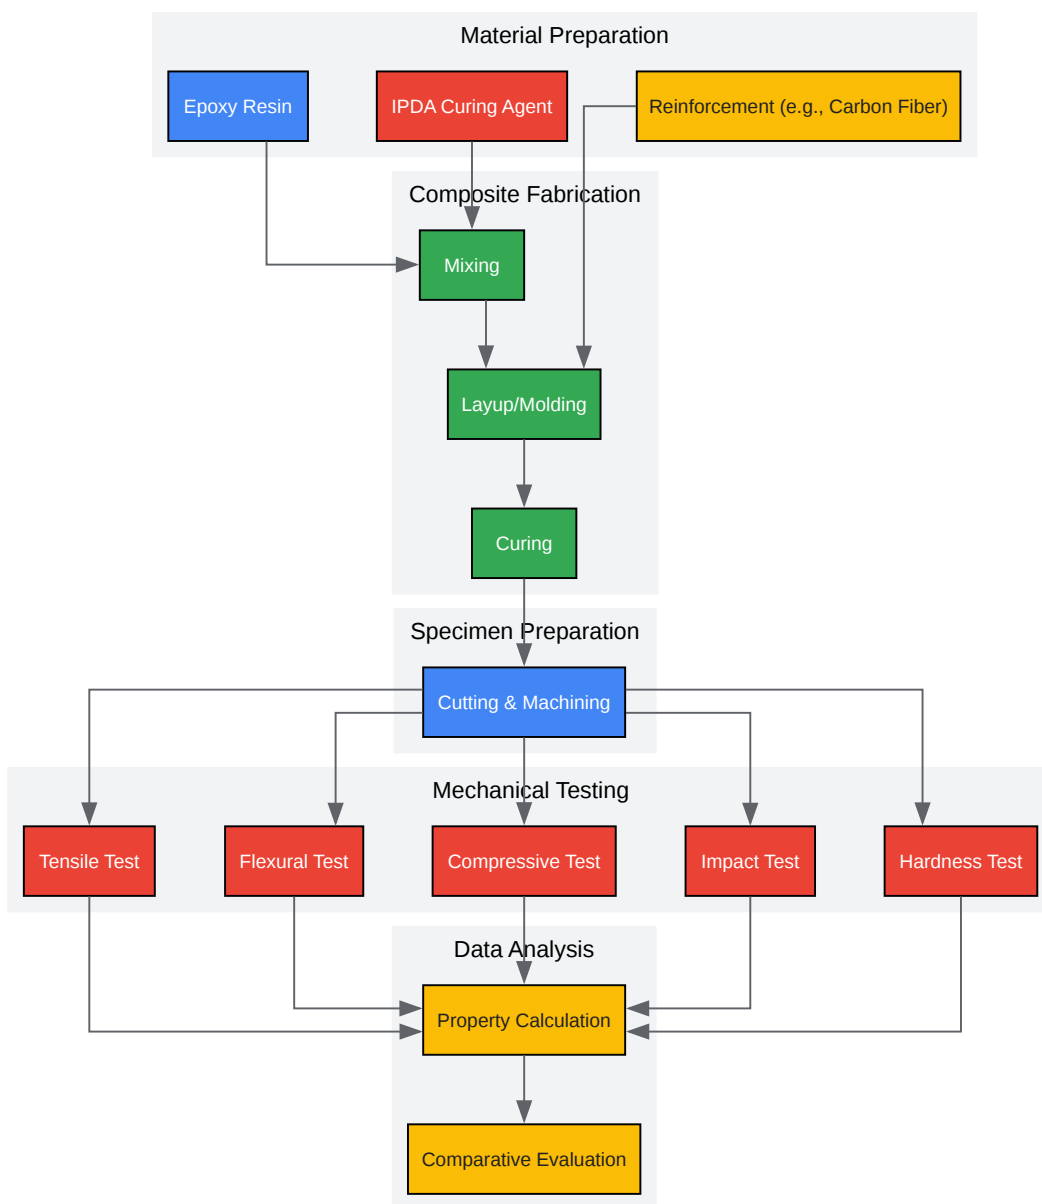 Material Preparation
Epoxy Resin
IPDA Curing Agent
Reinforcement (e.g., Carbon Fiber)
Composite Fabrication
Mixing
Layup/Molding
Curing
Specimen Preparation
Cutting & Machining
Mechanical Testing
Tensile Test
Flexural Test
Compressive Test
Impact Test
Hardness Test
Data Analysis
Property Calculation
Comparative Evaluation